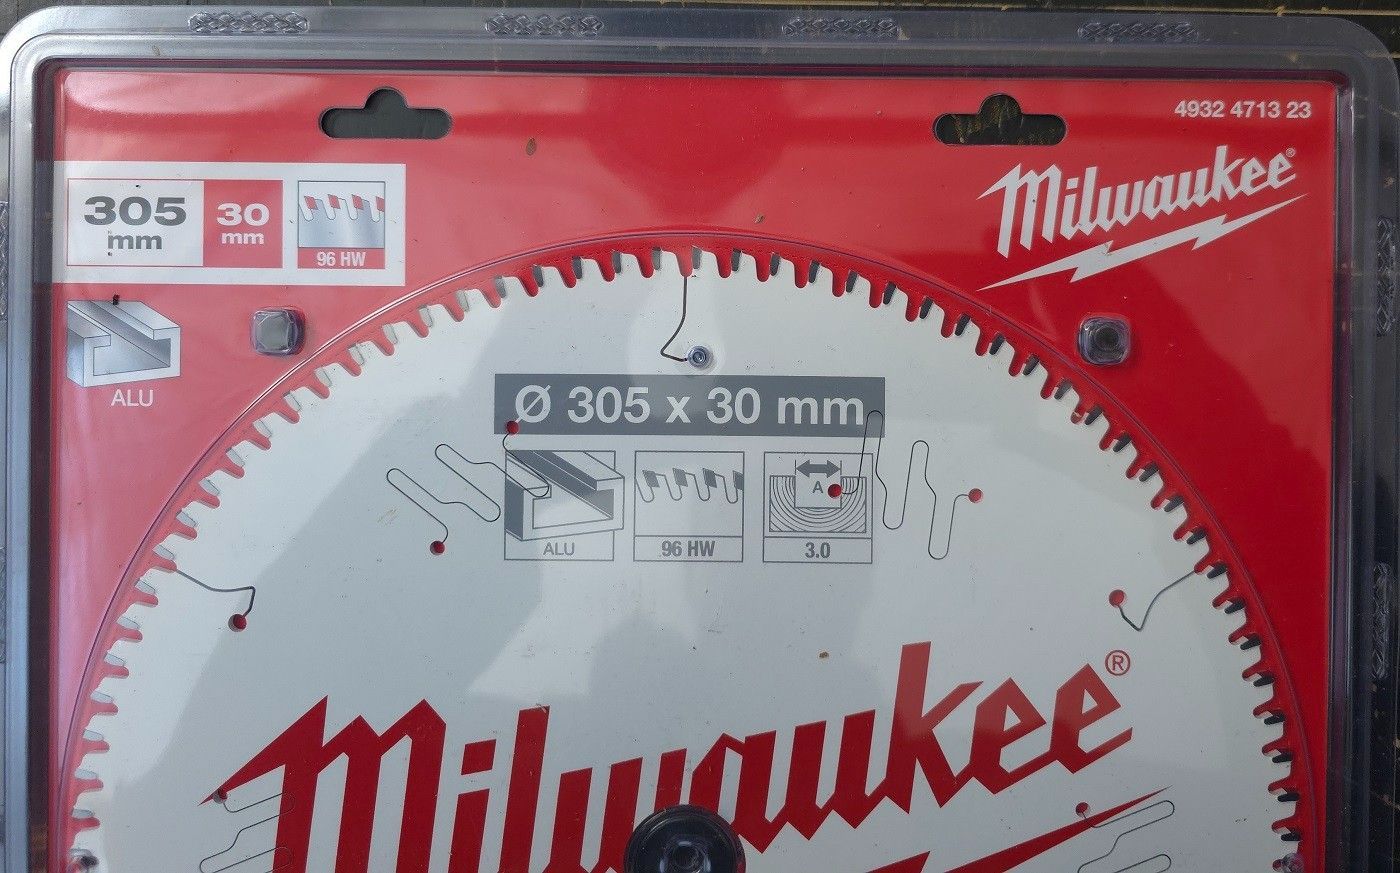 4932 4713 23
Milwaukee®
305 mm
30 mm
96 HW
ALU
Ø 305 x 30 mm
A
ALU
96 HW
3.0
Milwaukee®